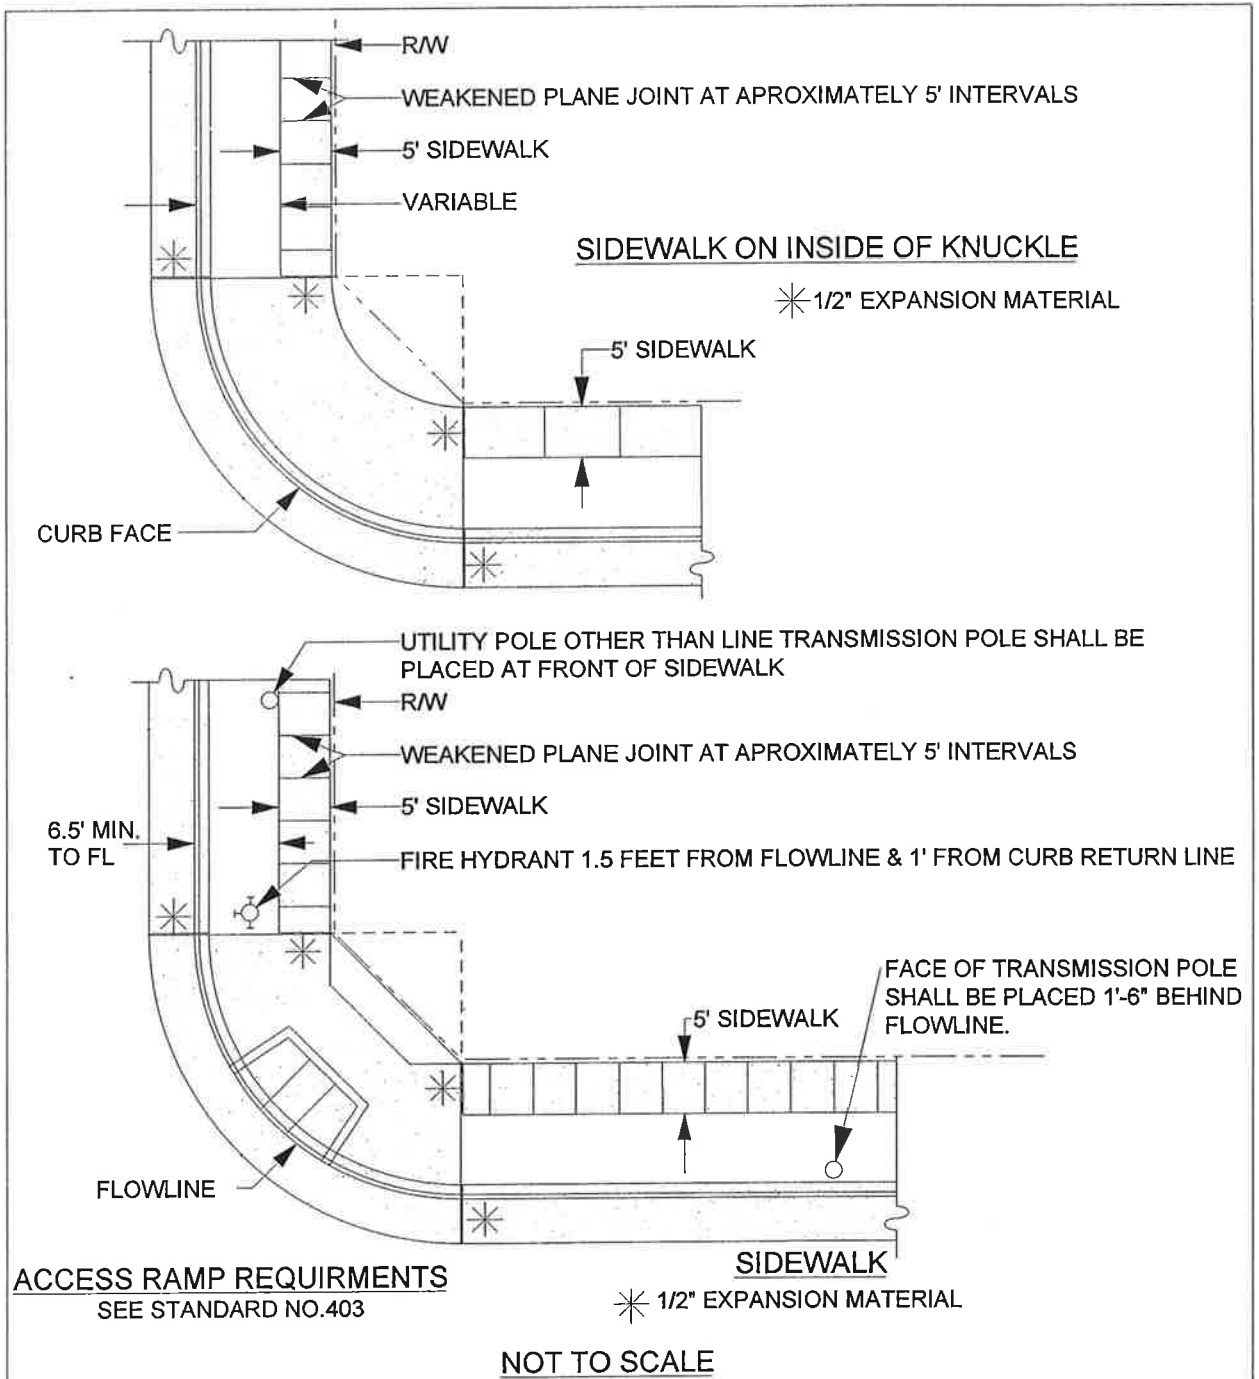 R/W
WEAKENED PLANE JOINT AT APROXIMATELY 5' INTERVALS
5' SIDEWALK
VARIABLE
SIDEWALK ON INSIDE OF KNUCKLE
1/2" EXPANSION MATERIAL
5' SIDEWALK
CURB FACE
UTILITY POLE OTHER THAN LINE TRANSMISSION POLE SHALL BE
PLACED AT FRONT OF SIDEWALK
R/W
WEAKENED PLANE JOINT AT APROXIMATELY 5' INTERVALS
5' SIDEWALK
6.5' MIN.
TO FL
FIRE HYDRANT 1.5 FEET FROM FLOWLINE & 1' FROM CURB RETURN LINE
FACE OF TRANSMISSION POLE
SHALL BE PLACED 1'-6" BEHIND
FLOWLINE.
5' SIDEWALK
FLOWLINE
ACCESS RAMP REQUIRMENTS
SEE STANDARD NO.403
SIDEWALK
1/2" EXPANSION MATERIAL
NOT TO SCALE